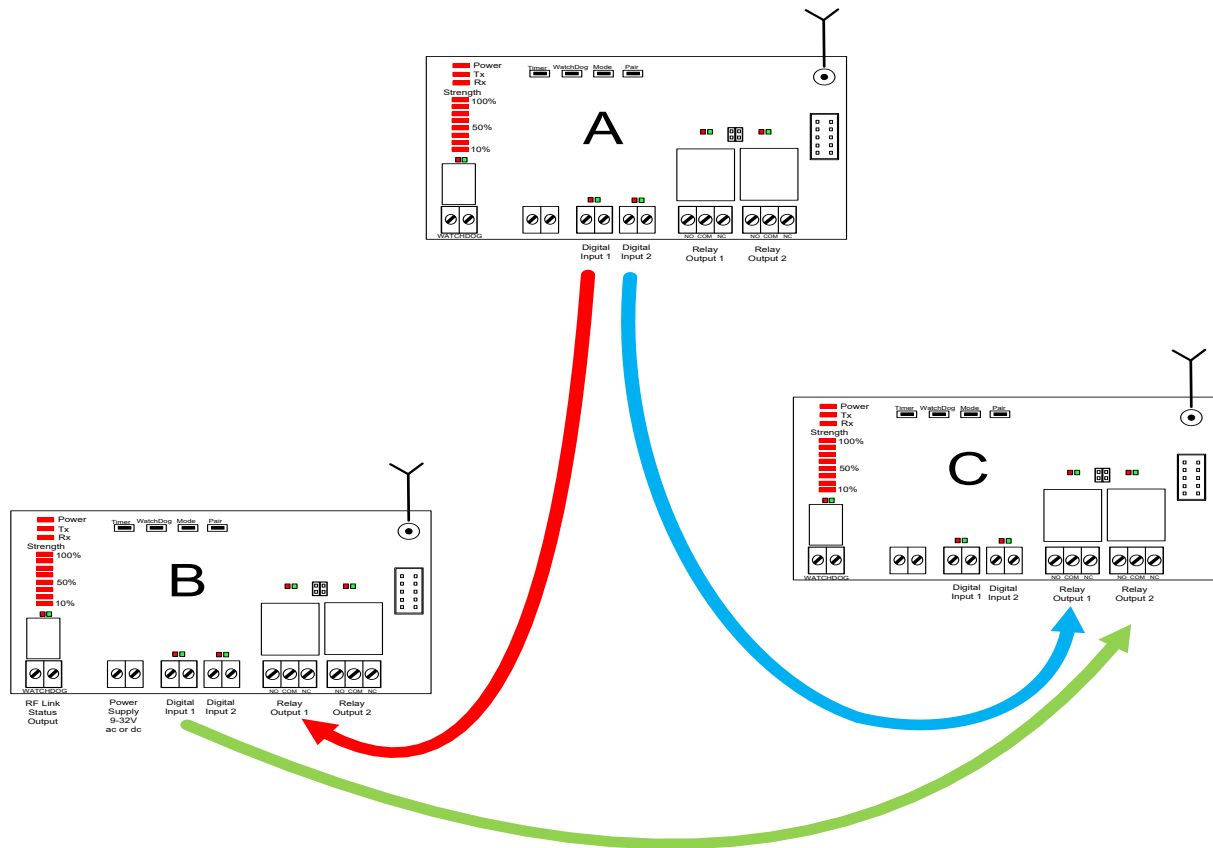 Power
Tx
Rx
Strength
100%
50%
10%
Timer WatchDog Mode Pair
A
WATCHDOG
NO COM NC
NO COM NC
Digital
Input 1
Digital
Input 2
Relay
Output 1
Relay
Output 2
Power
Tx
Rx
Strength
100%
50%
10%
Timer WatchDog Mode Pair
C
WATCHDOG
NO COM NC
NO COM NC
Digital
Input 1
Digital
Input 2
Relay
Output 1
Relay
Output 2
Power
Tx
Rx
Strength
100%
50%
10%
Timer WatchDog Mode Pair
B
WATCHDOG
NO COM NC
NO COM NC
RF Link
Status
Output
Power
Supply
9-32V
ac or dc
Digital
Input 1
Digital
Input 2
Relay
Output 1
Relay
Output 2